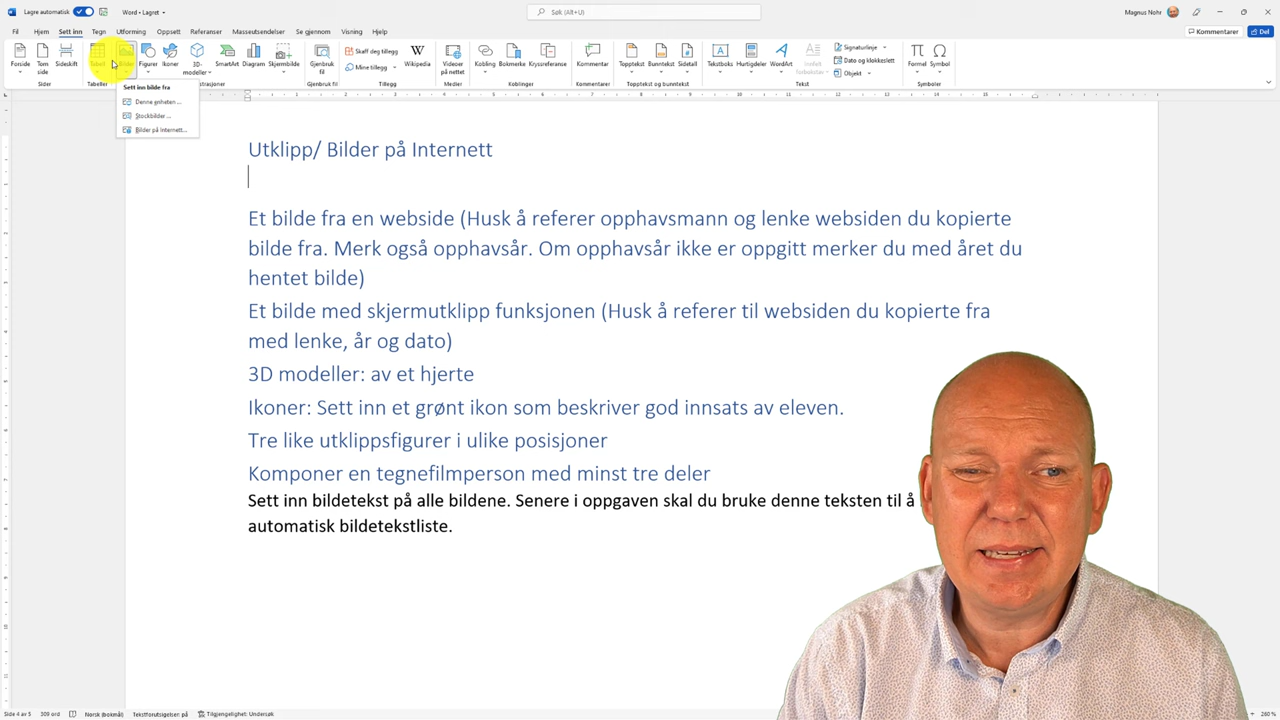 Lagre automatisk
Word • Lagret
Søk (Alt+U)
Magnus Nohr
Fil Hjem Sett inn Tegn Utforming Oppsett Referanser Masseutsendelser Se gjennom Visning Hjelp
Kommentarer Del
Forside
Tom side
Sideskift
Tabell
Bilder
Figurer
Ikoner
3D-modeller
SmartArt
Diagram
Skjermbilde
Gjenbruk fil
Skaff deg tillegg
Mine tillegg
Wikipedia
Videoer på nettet
Kobling
Bokmerke
Kryssreferanse
Kommentar
Topptekst
Bunntekst
Sidetall
Tekstboks
Hurtigdeler
WordArt
Signaturlinje
Dato og klokkeslett
Objekt
Formel
Symbol
Sider Tabeller Gjenbruk fil Tillegg Medier Koblinger Kommentarer Topptekst og bunntekst Tekst Symboler
Sett inn bilde fra
Denne enheten ...
Stockbilder ...
Bilder på Internett...
Utklipp/ Bilder på Internett
Et bilde fra en webside (Husk å referer opphavsmann og lenke websiden du kopierte
bilde fra. Merk også opphavsår. Om opphavsår ikke er oppgitt merker du med året du
hentet bilde)
Et bilde med skjermutklipp funksjonen (Husk å referer til websiden du kopierte fra
med lenke, år og dato)
3D modeller: av et hjerte
Ikoner: Sett inn et grønt ikon som beskriver god innsats av eleven.
Tre like utklippsfigurer i ulike posisjoner
Komponer en tegnefilmperson med minst tre deler
Sett inn bildetekst på alle bildene. Senere i oppgaven skal du bruke denne teksten til å
automatisk bildetekstliste.
Side 4 av 5 309 ord Norsk (bokmål) Tekstforutsigelser: på Tilgjengelighet: Undersøk
260 %